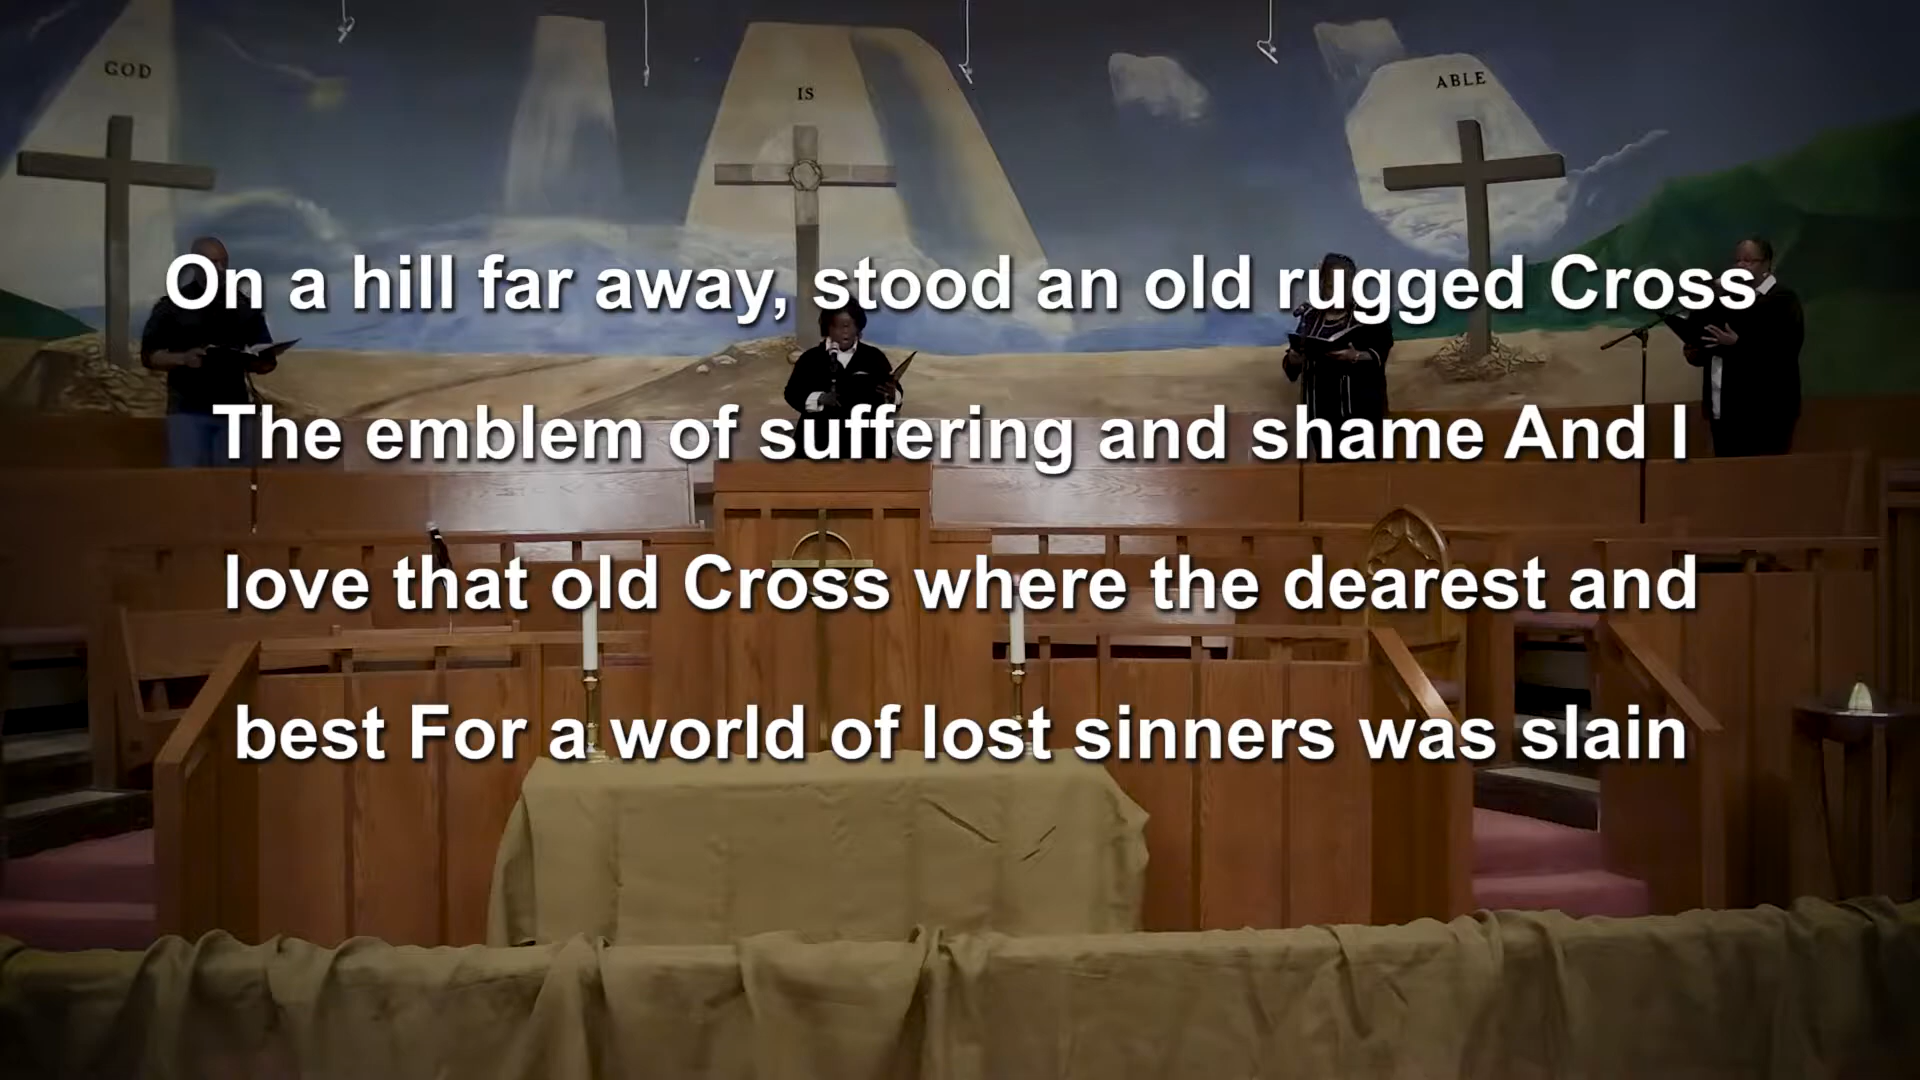 GOD
IS
ABLE
On a hill far away, stood an old rugged Cross
The emblem of suffering and shame And I
love that old Cross where the dearest and
best For a world of lost sinners was slain